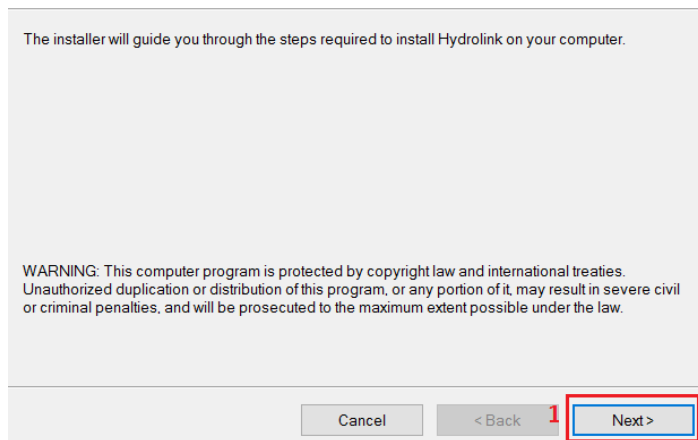 The installer will guide you through the steps required to install Hydrolink on your computer.
WARNING: This computer program is protected by copyright law and international treaties.
Unauthorized duplication or distribution of this program, or any portion of it, may result in severe civil
or criminal penalties, and will be prosecuted to the maximum extent possible under the law.
Cancel < Back 1 Next >